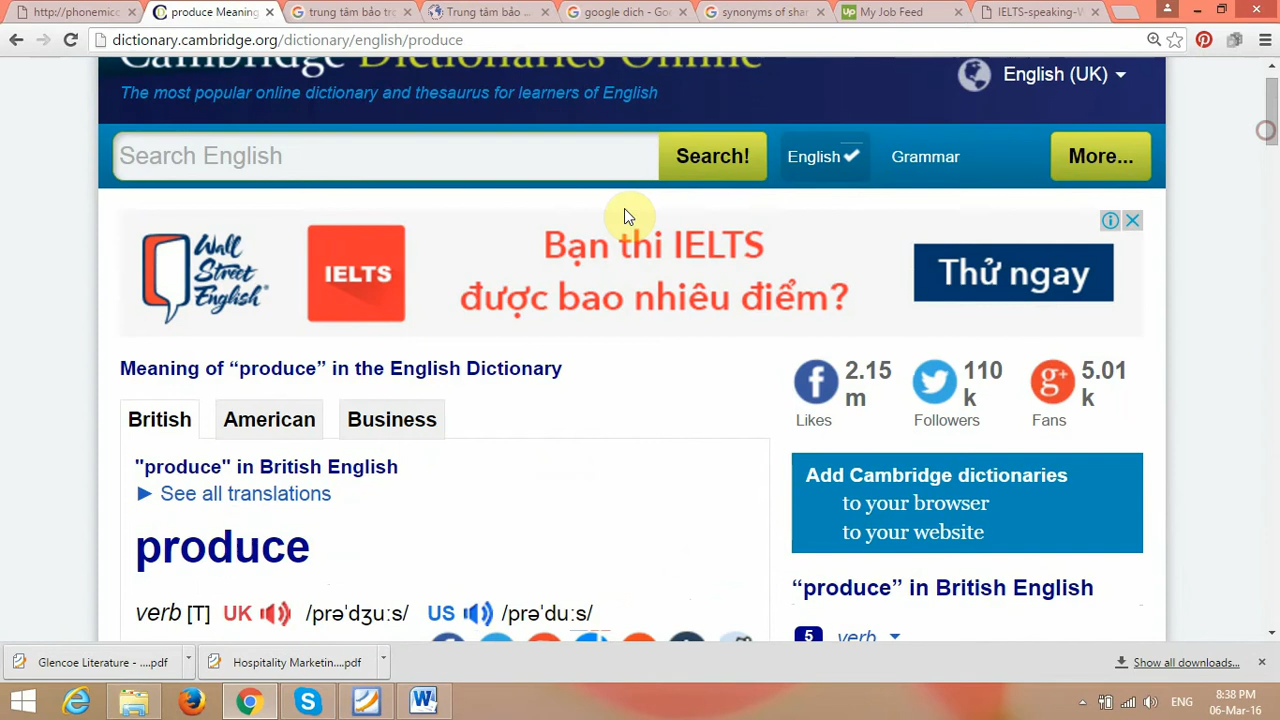 http://phonemicc
produce Meaning
trung tâm bảo trợ
Trung tâm bảo ...
google dich - Goo
synonyms of shar
My Job Feed
IELTS-speaking-W
dictionary.cambridge.org/dictionary/english/produce
Cambridge Dictionaries Online
The most popular online dictionary and thesaurus for learners of English
English (UK)
Search English
Search!
English
Grammar
More...
Wall
Street
English
IELTS
Bạn thi IELTS
được bao nhiêu điểm?
Thử ngay
Meaning of “produce” in the English Dictionary
2.15
m
Likes
110
k
Followers
5.01
k
Fans
British
American
Business
"produce" in British English
See all translations
produce
verb [T] UK /prəˈdʒuːs/ US /prəˈduːs/
Add Cambridge dictionaries
to your browser
to your website
“produce” in British English
5 verb
Glencoe Literature - ....pdf
Hospitality Marketin....pdf
Show all downloads...
ENG
8:38 PM
06-Mar-16